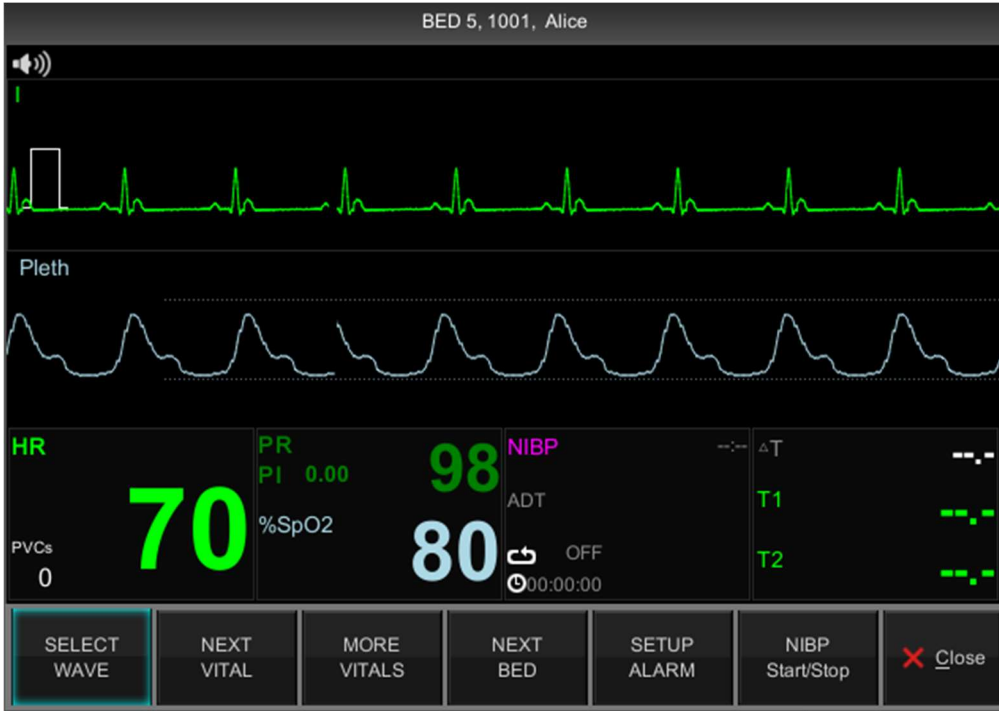 BED 5, 1001, Alice
I
Pleth
HR
70
PVCs
0
PR 98
PI 0.00
%SpO2
80
NIBP --:--
ADT
OFF
00:00:00
△T --.-
T1 --.-
T2 --.-
SELECT
WAVE
NEXT
VITAL
MORE
VITALS
NEXT
BED
SETUP
ALARM
NIBP
Start/Stop
Close